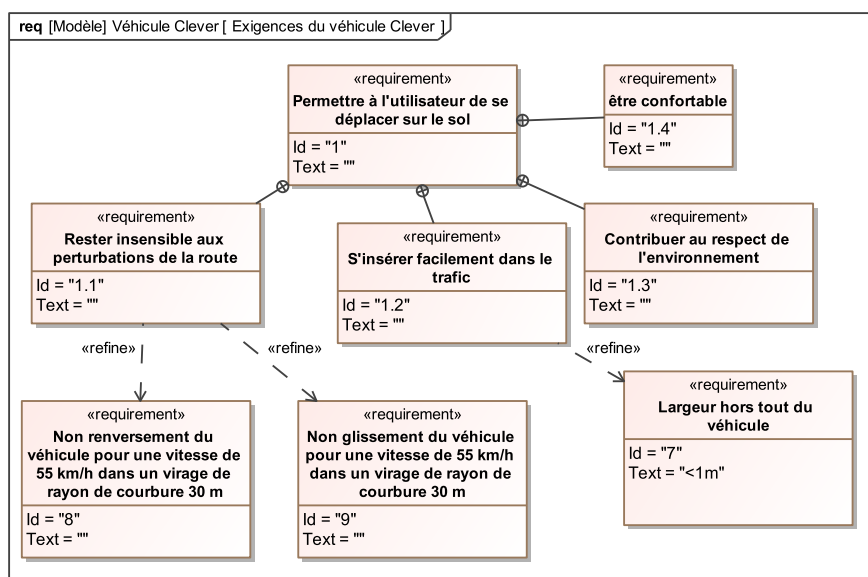 req [Modèle] Véhicule Clever [ Exigences du véhicule Clever ]
«requirement»
Permettre à l'utilisateur de se
déplacer sur le sol
Id = "1"
Text = ""
«requirement»
être confortable
Id = "1.4"
Text = ""
«requirement»
Rester insensible aux
perturbations de la route
Id = "1.1"
Text = ""
«requirement»
S'insérer facilement dans le
trafic
Id = "1.2"
Text = ""
«requirement»
Contribuer au respect de
l'environnement
Id = "1.3"
Text = ""
«refine»
«refine»
«refine»
«requirement»
Non renversement du
véhicule pour une vitesse de
55 km/h dans un virage de
rayon de courbure 30 m
Id = "8"
Text = ""
«requirement»
Non glissement du véhicule
pour une vitesse de 55 km/h
dans un virage de rayon de
courbure 30 m
Id = "9"
Text = ""
«requirement»
Largeur hors tout du
véhicule
Id = "7"
Text = "<1m"